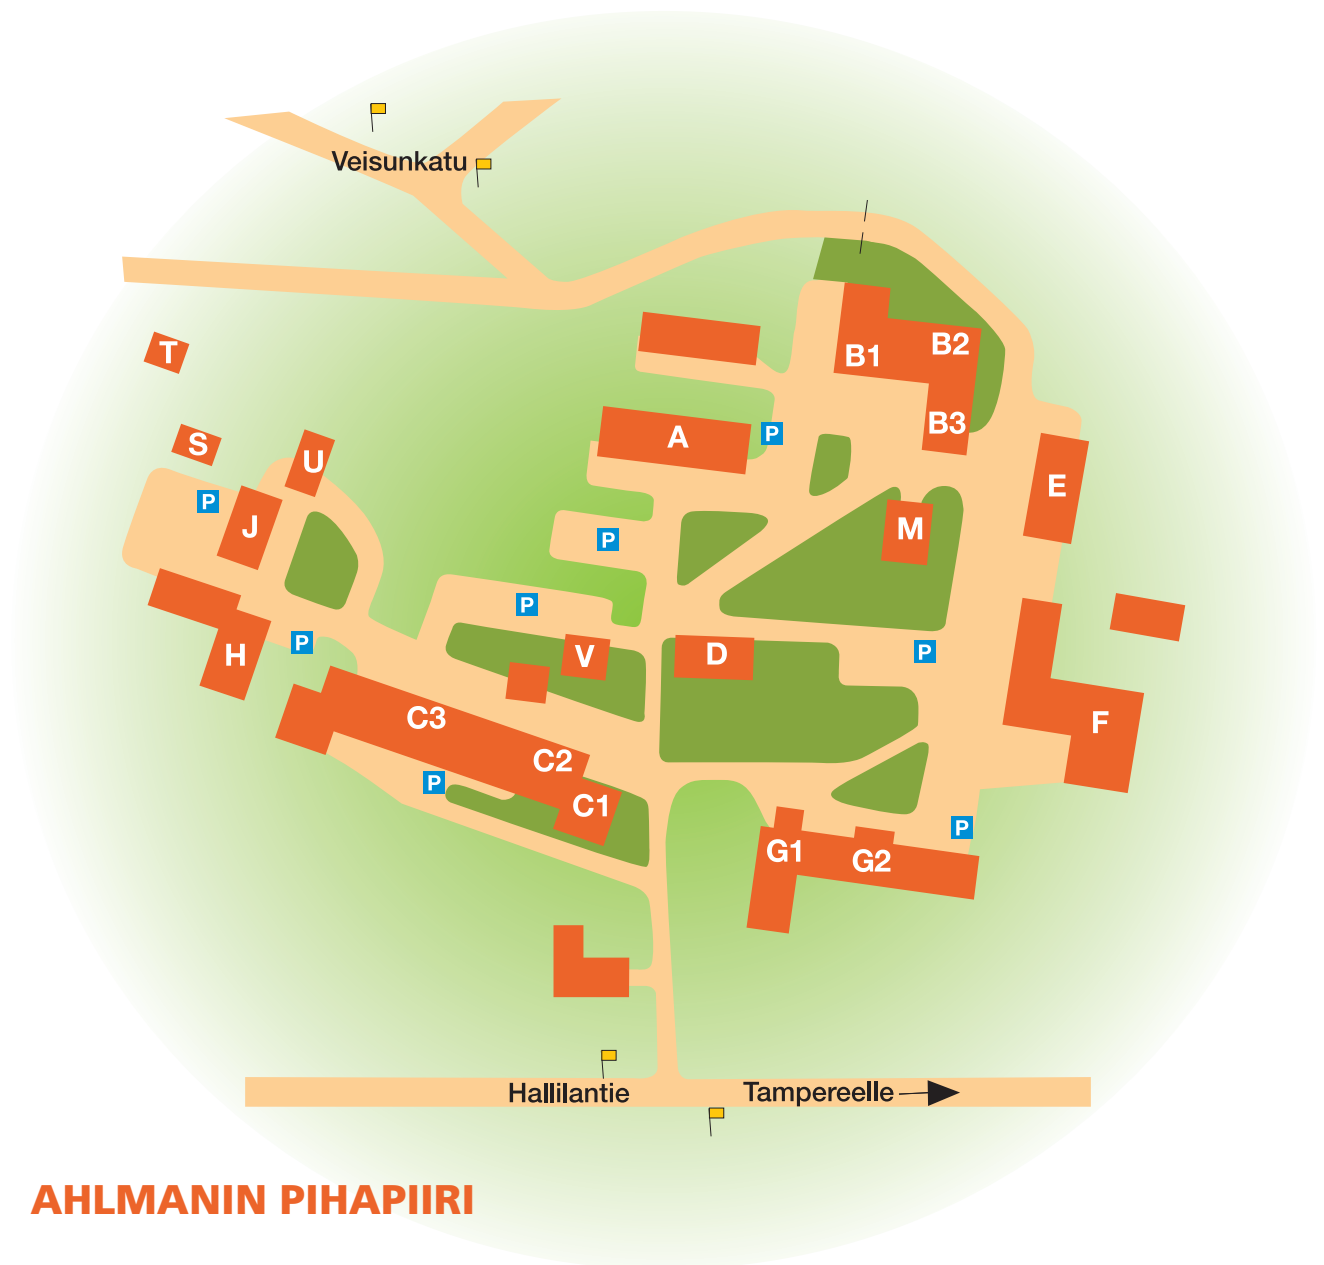 Veisunkatu
B1
B2
B3
T
S
U
A
P
J
P
E
M
P
P
H
P
V
D
P
F
C3
C2
C1
P
G1
G2
P
Hallilantie
Tampereelle
AHLMANIN PIHAPIIRI